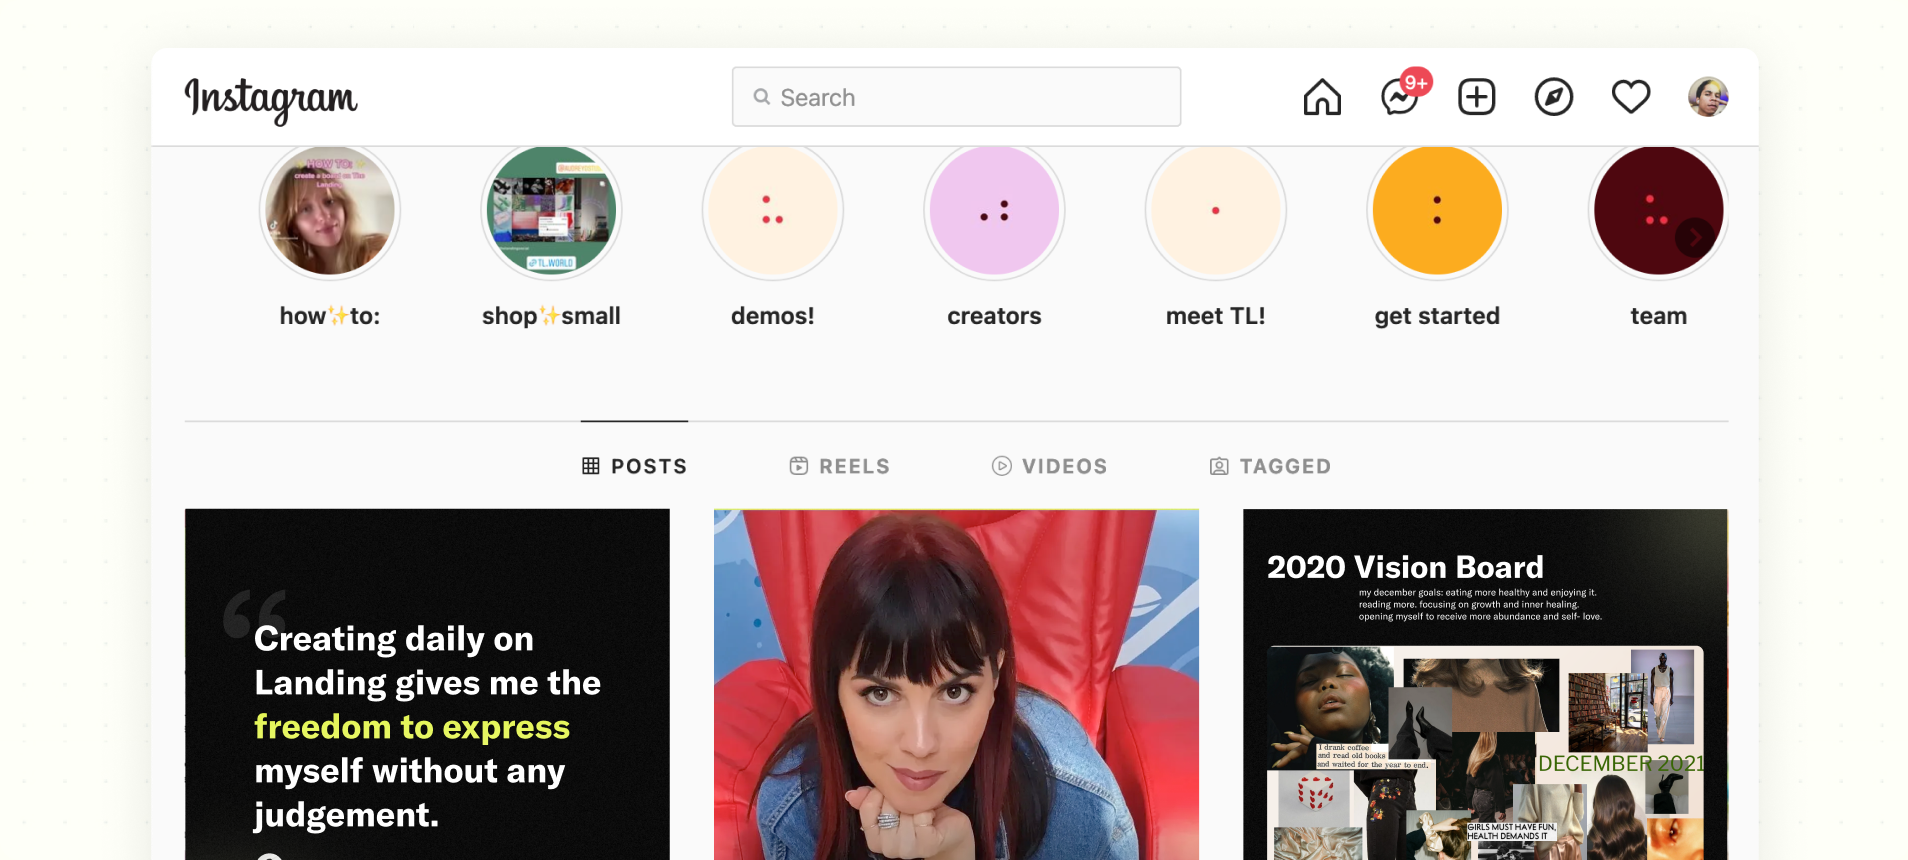 Instagram
Search
9+
HOW TO:
create a board on The
Landing
TL.WORLD
how✨to:
shop✨small
demos!
creators
meet TL!
get started
team
POSTS
REELS
VIDEOS
TAGGED
“
Creating daily on
Landing gives me the
freedom to express
myself without any
judgement.
2020 Vision Board
my december goals: eating more healthy and enjoying it.
reading more. focusing on growth and inner healing.
opening myself to receive more abundance and self- love.
I drank coffee
and read old books
and waited for the year to end.
DECEMBER 2021
GIRLS MUST HAVE FUN,
HEALTH DEMANDS IT